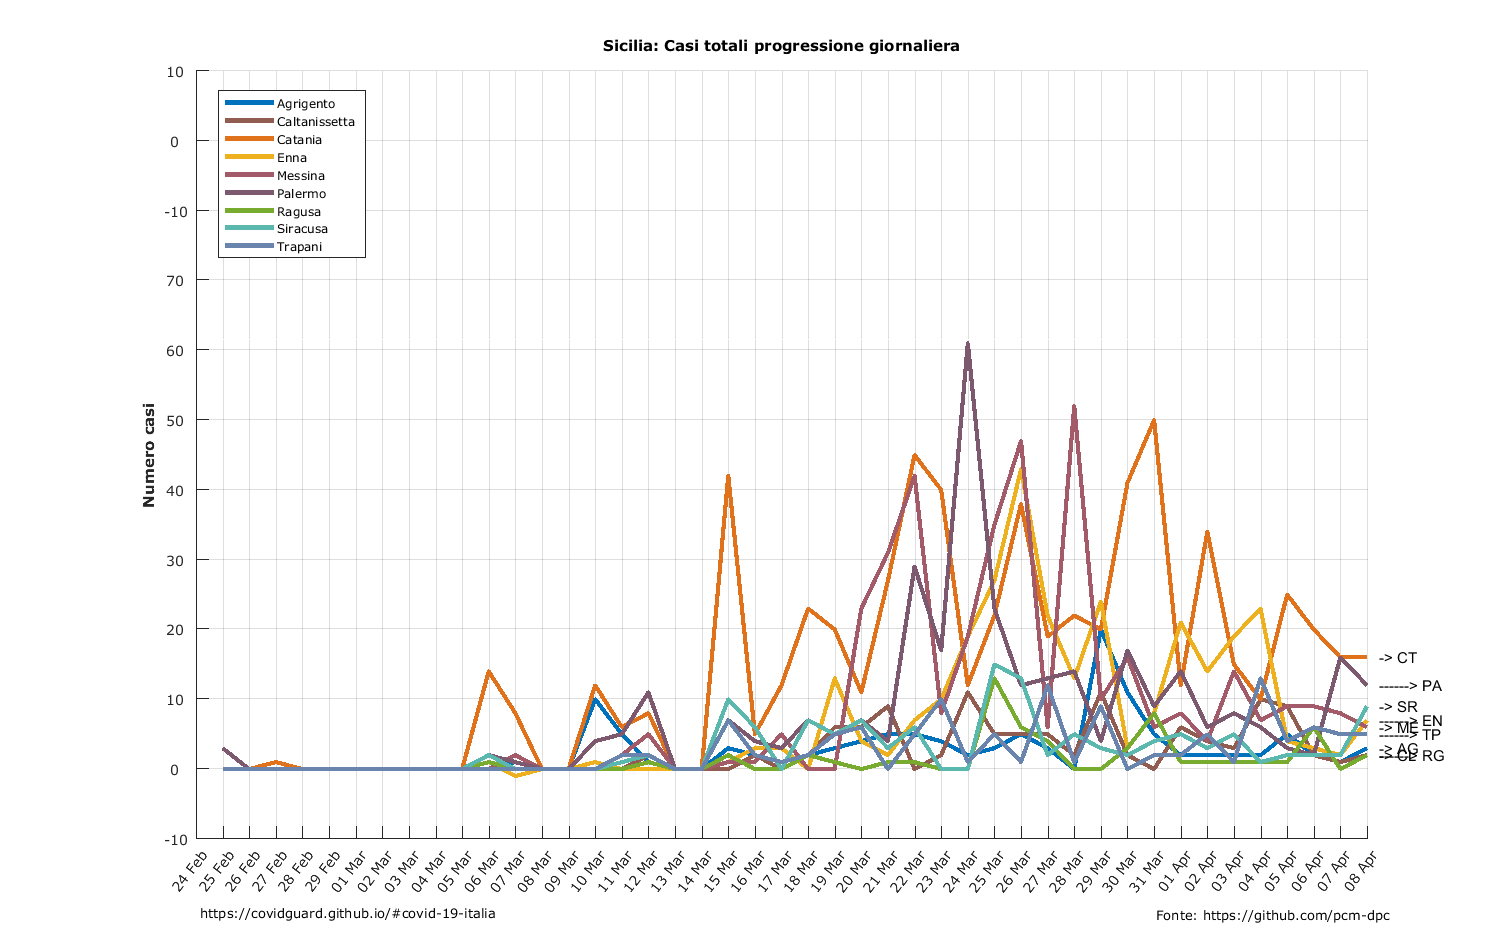 Sicilia: Casi totali progressione giornaliera
10
0
-10
70
60
50
40
30
20
10
0
-10
Numero casi
Agrigento
Caltanissetta
Catania
Enna
Messina
Palermo
Ragusa
Siracusa
Trapani
-> CT
------> PA
-> SR
------> EN
-> ME
------> TP
-> AG
-> CL
------> RG
24 Feb
25 Feb
26 Feb
27 Feb
28 Feb
29 Feb
01 Mar
02 Mar
03 Mar
04 Mar
05 Mar
06 Mar
07 Mar
08 Mar
09 Mar
10 Mar
11 Mar
12 Mar
13 Mar
14 Mar
15 Mar
16 Mar
17 Mar
18 Mar
19 Mar
20 Mar
21 Mar
22 Mar
23 Mar
24 Mar
25 Mar
26 Mar
27 Mar
28 Mar
29 Mar
30 Mar
31 Mar
01 Apr
02 Apr
03 Apr
04 Apr
05 Apr
06 Apr
07 Apr
08 Apr
https://covidguard.github.io/#covid-19-italia
Fonte: https://github.com/pcm-dpc